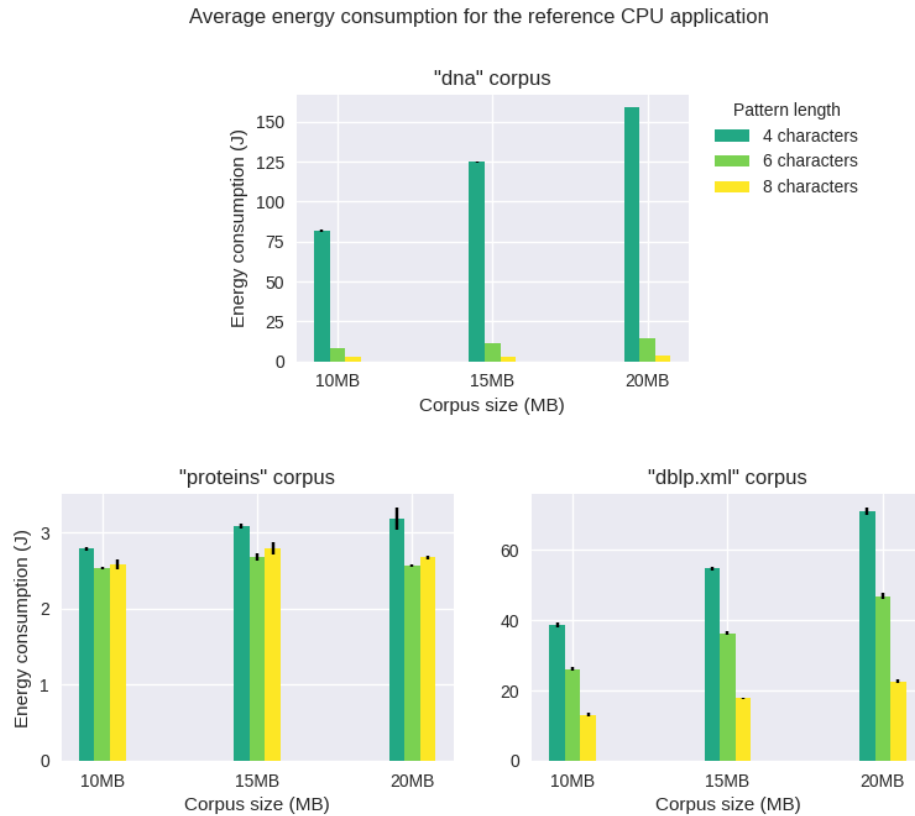 Average energy consumption for the reference CPU application
"dna" corpus
Energy consumption (J)
150
125
100
75
50
25
0
10MB
15MB
20MB
Corpus size (MB)
Pattern length
4 characters
6 characters
8 characters
"proteins" corpus
Energy consumption (J)
3
2
1
0
10MB
15MB
20MB
Corpus size (MB)
"dblp.xml" corpus
60
40
20
0
10MB
15MB
20MB
Corpus size (MB)